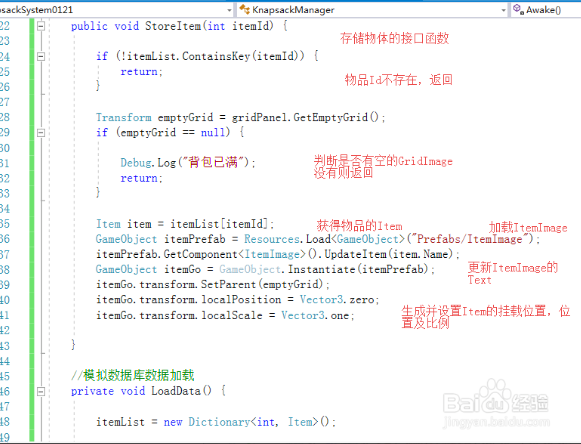 psackSystem0121 KnapsackManager Awake()
22 public void StoreItem(int itemId) {
23 存储物体的接口函数
24 if (!itemList.ContainsKey(itemId)) {
25 return;
26 } 物品Id不存在，返回
27
28 Transform emptyGrid = gridPanel.GetEmptyGrid();
29 if (emptyGrid == null) {
30
31 Debug.Log("背包已满"); 判断是否有空的GridImage
32 return; 没有则返回
33 }
34
35 Item item = itemList[itemId]; 获得物品的Item 加载ItemImage
36 GameObject itemPrefab = Resources.Load<GameObject>("Prefabs/ItemImage");
37 itemPrefab.GetComponent<ItemImage>().UpdateItem(item.Name);
38 GameObject itemGo = GameObject.Instantiate(itemPrefab); 更新ItemImage的
39 itemGo.transform.SetParent(emptyGrid); Text
40 itemGo.transform.localPosition = Vector3.zero;
41 itemGo.transform.localScale = Vector3.one; 生成并设置Item的挂载位置，位
42 置及比例
43 }
44
45 //模拟数据库数据加载
46 private void LoadData() {
47
48 itemList = new Dictionary<int, Item>();
49
Baidu 经验
jingyan.baidu.com